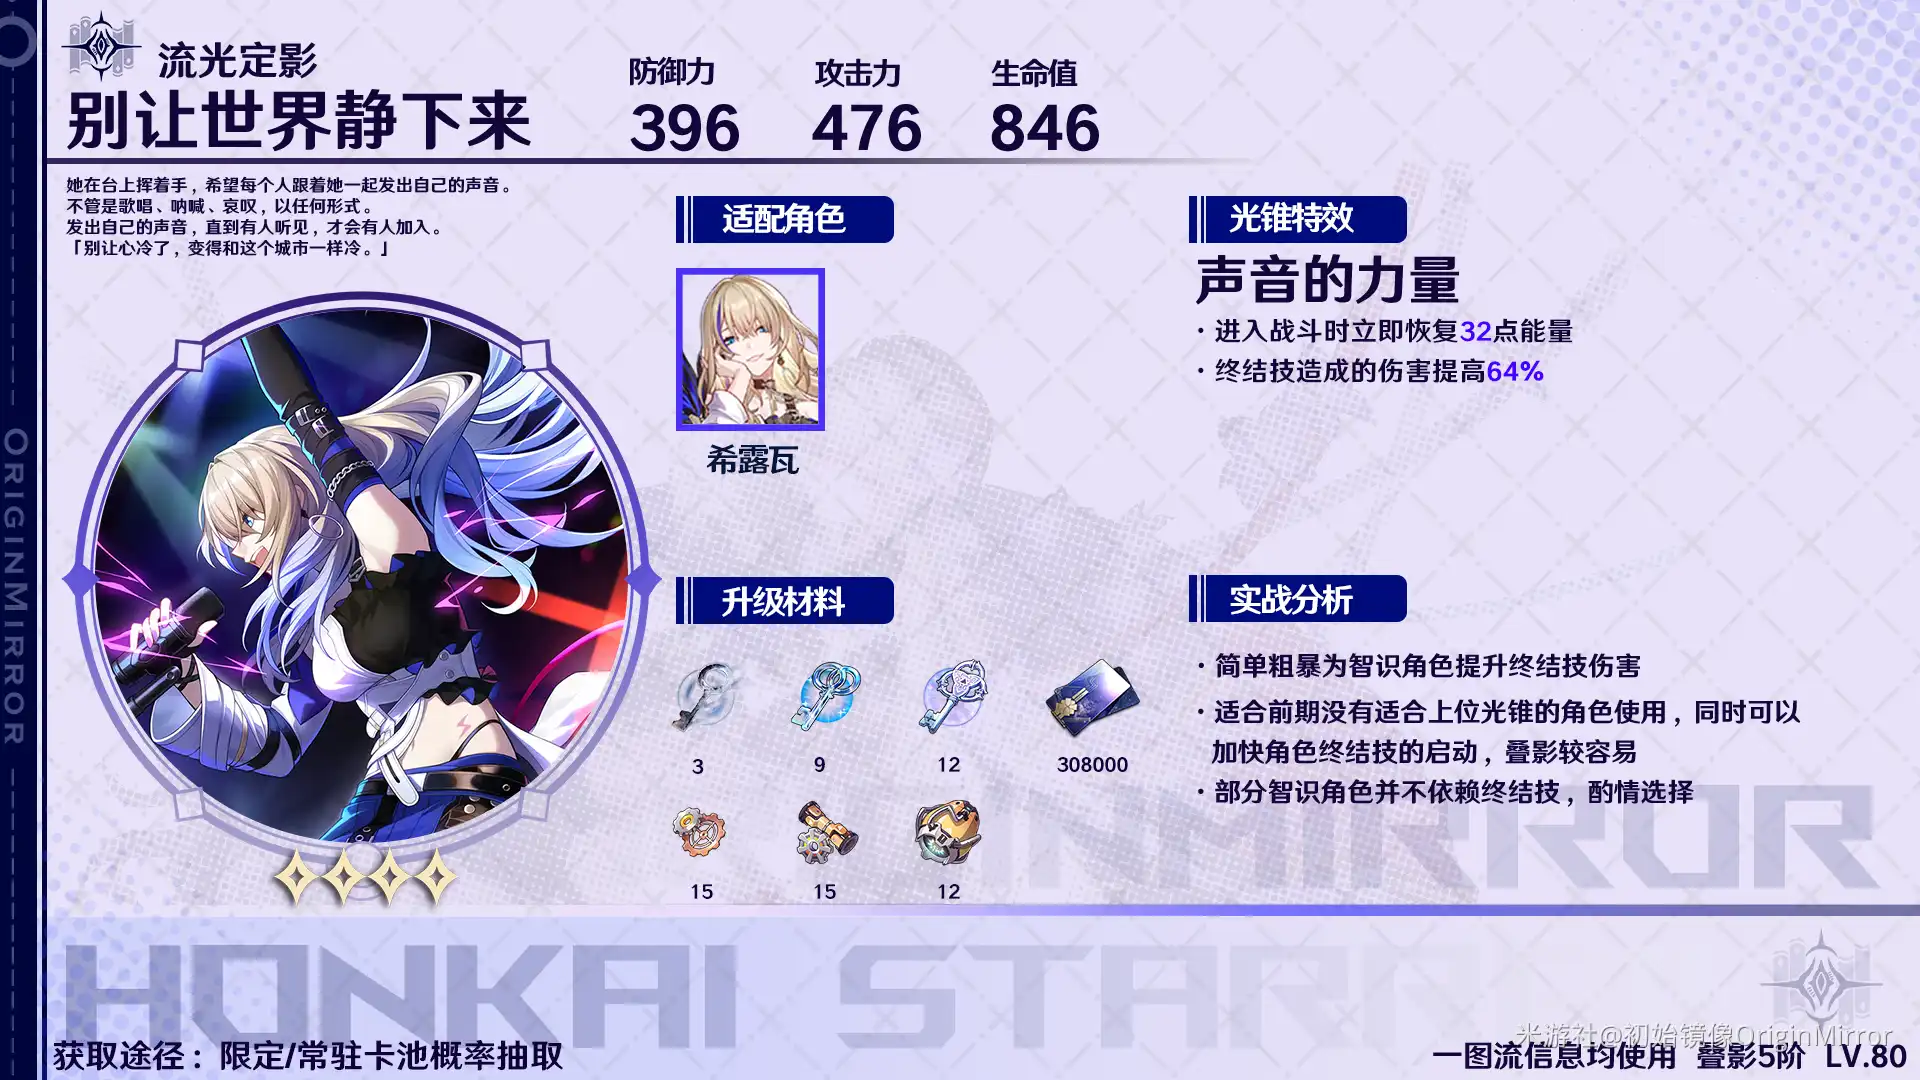 流光定影
别让世界静下来
防御力
396
攻击力
476
生命值
846
她在台上挥着手，希望每个人跟着她一起发出自己的声音。
不管是歌唱、呐喊、哀叹，以任何形式。
发出自己的声音，直到有人听见，才会有人加入。
「别让心冷了，变得和这个城市一样冷。」
适配角色
希露瓦
光锥特效
声音的力量
·进入战斗时立即恢复32点能量
·终结技造成的伤害提高64%
升级材料
3
9
12
308000
15
15
12
实战分析
·简单粗暴为智识角色提升终结技伤害
·适合前期没有适合上位光锥的角色使用，同时可以
加快角色终结技的启动，叠影较容易
·部分智识角色并不依赖终结技，酌情选择
ORIGINMIRROR
INMIRROR
HONKAI STARR
获取途径：限定/常驻卡池概率抽取
米游社@初始镜像OriginMirror
一图流信息均使用 叠影5阶 LV.80